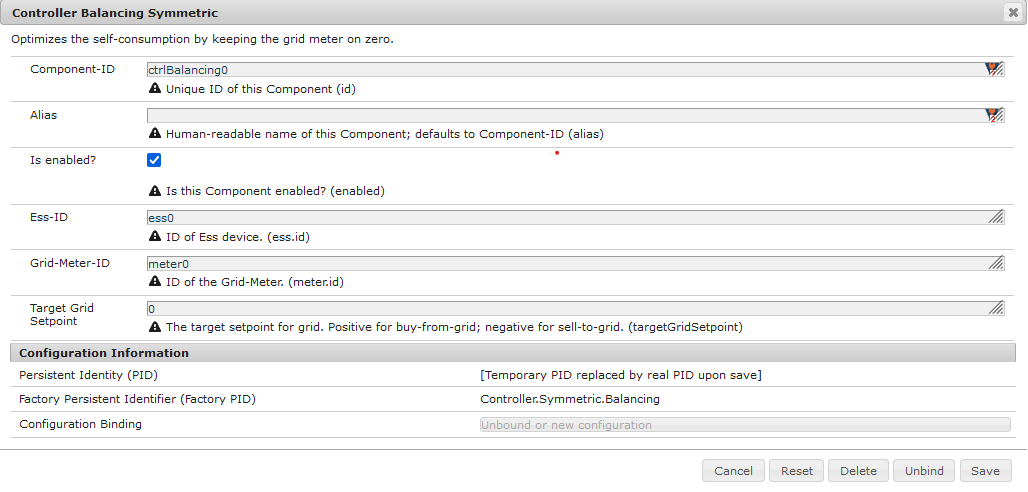 Controller Balancing Symmetric
Optimizes the self-consumption by keeping the grid meter on zero.
Component-ID
ctrlBalancing0
Unique ID of this Component (id)
Alias
Human-readable name of this Component; defaults to Component-ID (alias)
Is enabled?
Is this Component enabled? (enabled)
Ess-ID
ess0
ID of Ess device. (ess.id)
Grid-Meter-ID
meter0
ID of the Grid-Meter. (meter.id)
Target Grid
Setpoint
0
The target setpoint for grid. Positive for buy-from-grid; negative for sell-to-grid. (targetGridSetpoint)
Configuration Information
Persistent Identity (PID)
[Temporary PID replaced by real PID upon save]
Factory Persistent Identifier (Factory PID)
Controller.Symmetric.Balancing
Configuration Binding
Unbound or new configuration
Cancel
Reset
Delete
Unbind
Save